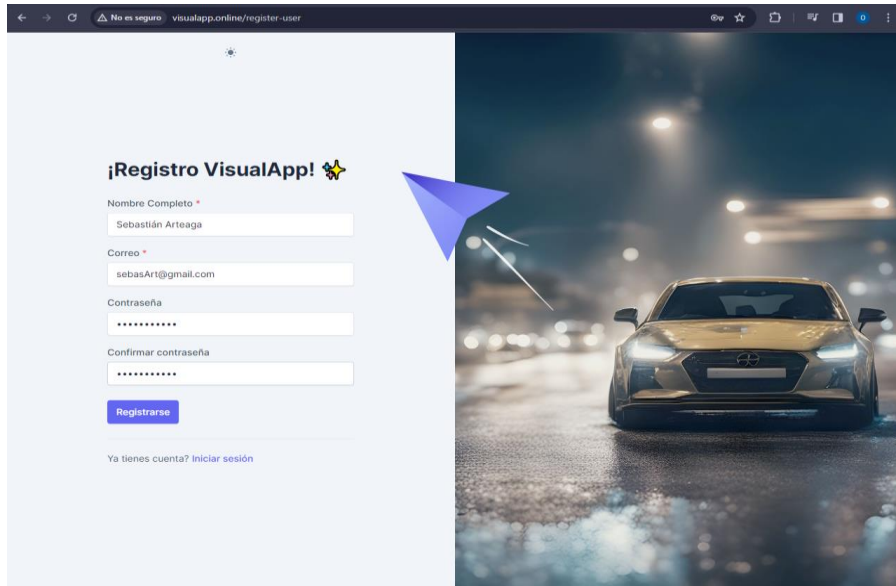 No es seguro visualapp.online/register-user
O
¡Registro VisualApp!
Nombre Completo *
Sebastián Arteaga
Correo *
sebasArt@gmail.com
Contraseña
•••••••••••
Confirmar contraseña
•••••••••••
Registrarse
Ya tienes cuenta? Iniciar sesión